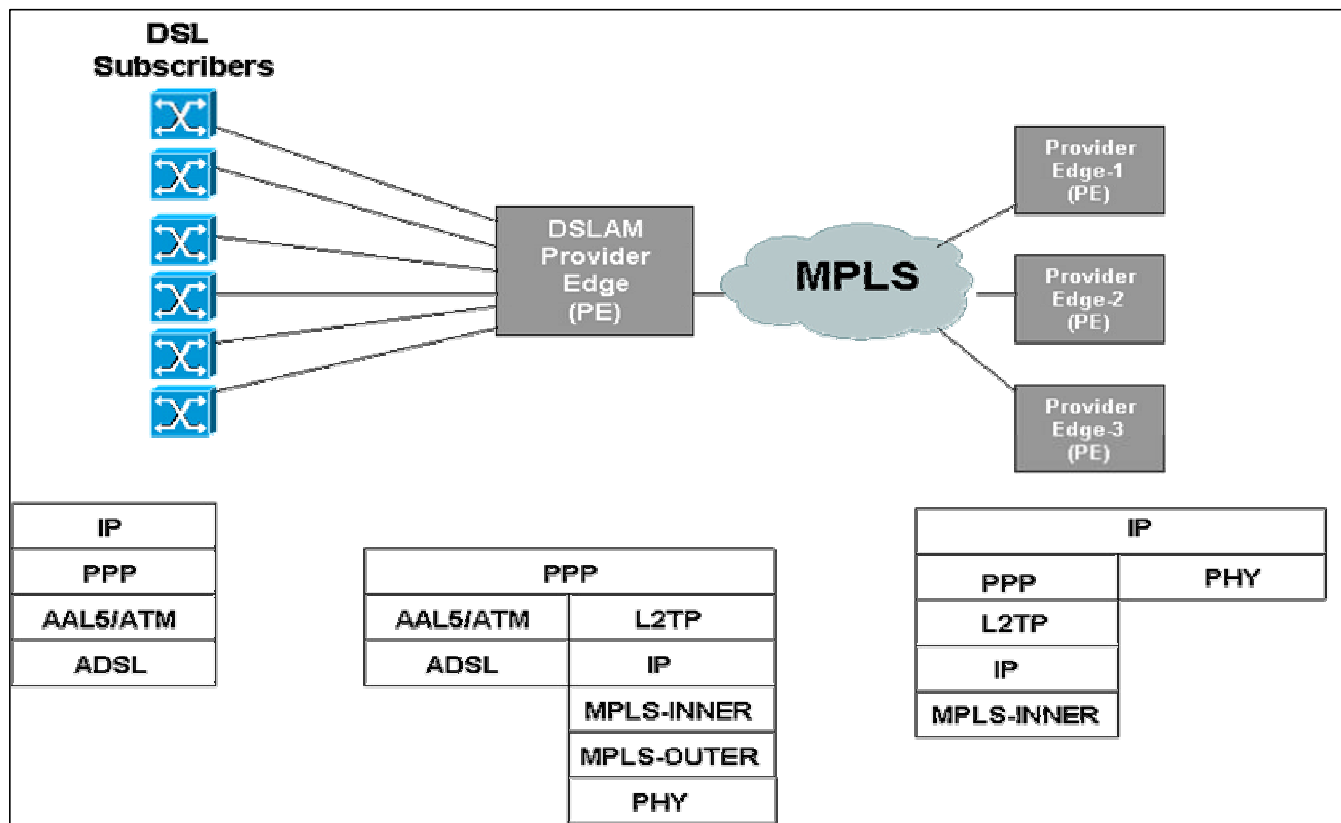 DSL
Subscribers
DSLAM
Provider
Edge
(PE)
MPLS
Provider
Edge-1
(PE)
Provider
Edge-2
(PE)
Provider
Edge-3
(PE)
IP
PPP
AAL5/ATM
ADSL
PPP
AAL5/ATM L2TP
ADSL IP
MPLS-INNER
MPLS-OUTER
PHY
IP
PPP PHY
L2TP
IP
MPLS-INNER